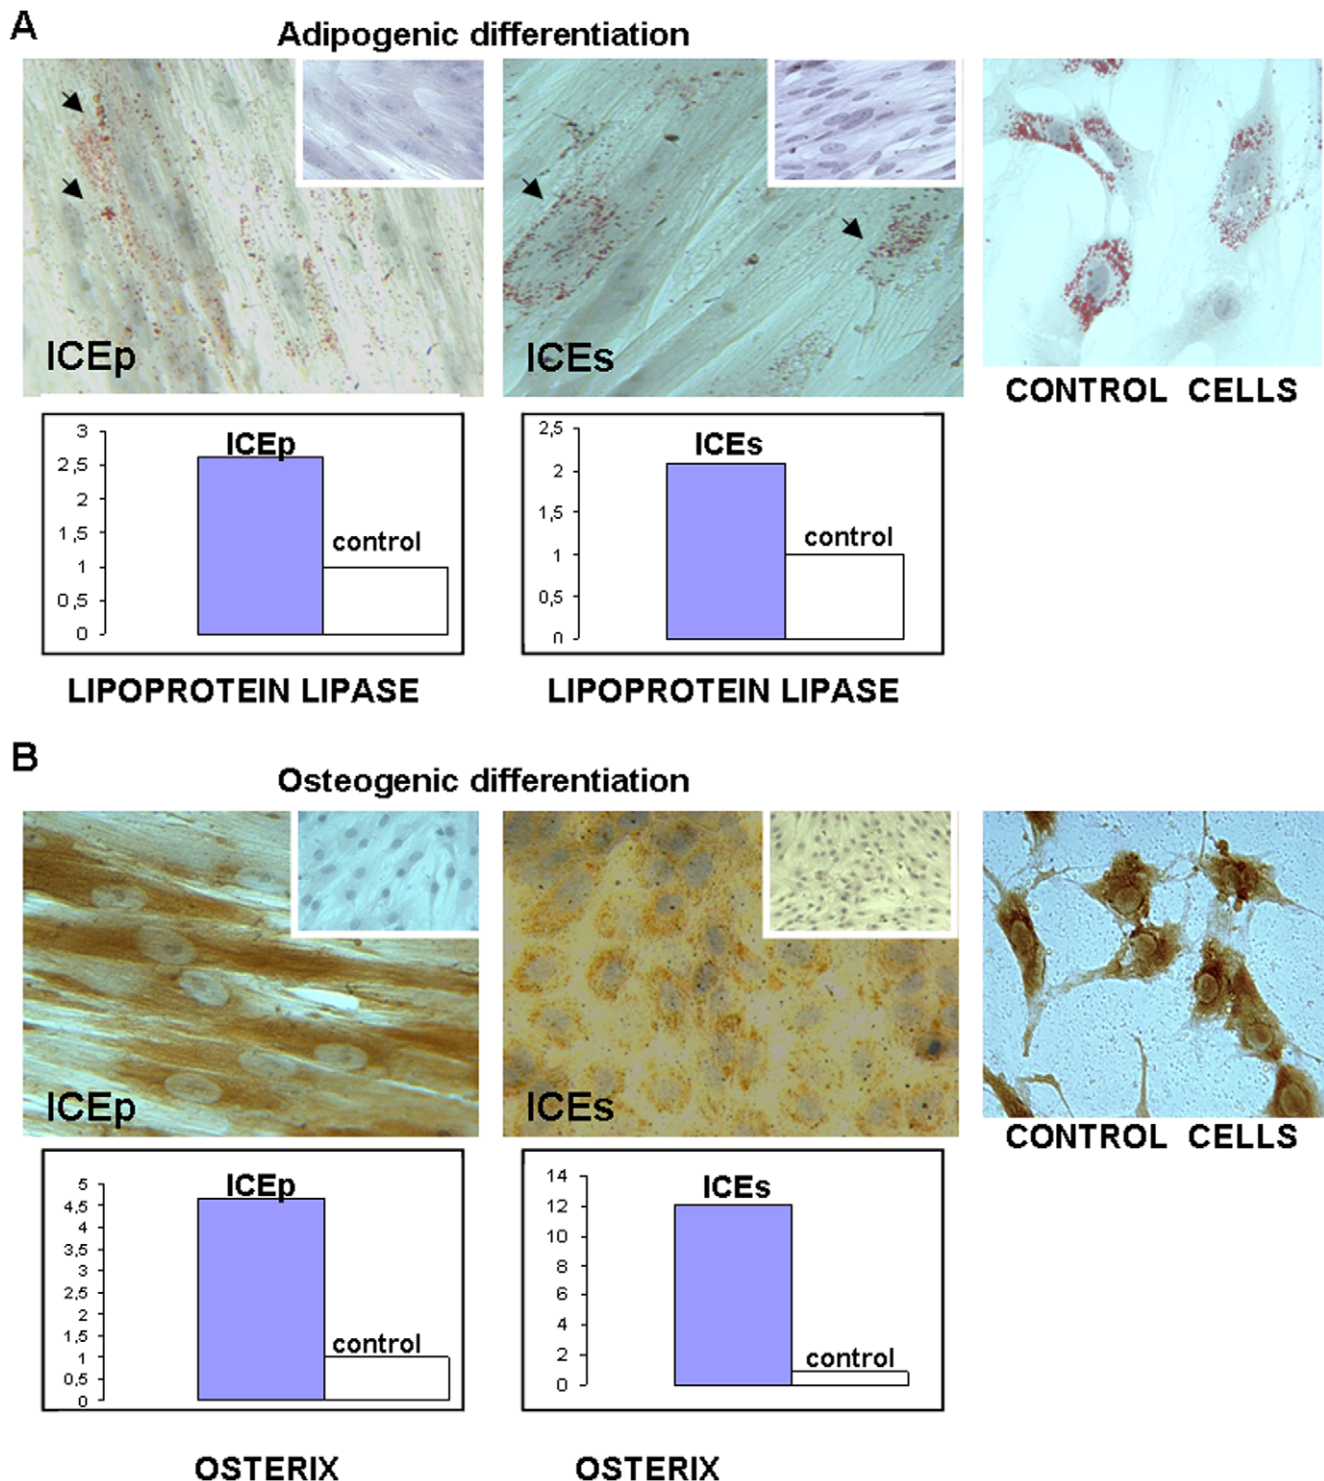 A
Adipogenic differentiation
ICEp
ICEs
CONTROL CELLS
3
2,5
2
1,5
1
0,5
0
ICEp
control
LIPOPROTEIN LIPASE
2,5
2
1,5
1
0,5
0
ICEs
control
LIPOPROTEIN LIPASE
B
Osteogenic differentiation
ICEp
ICEs
CONTROL CELLS
5
4,5
4
3,5
3
2,5
2
1,5
1
0,5
0
ICEp
control
OSTERIX
14
12
10
8
6
4
2
0
ICEs
control
OSTERIX